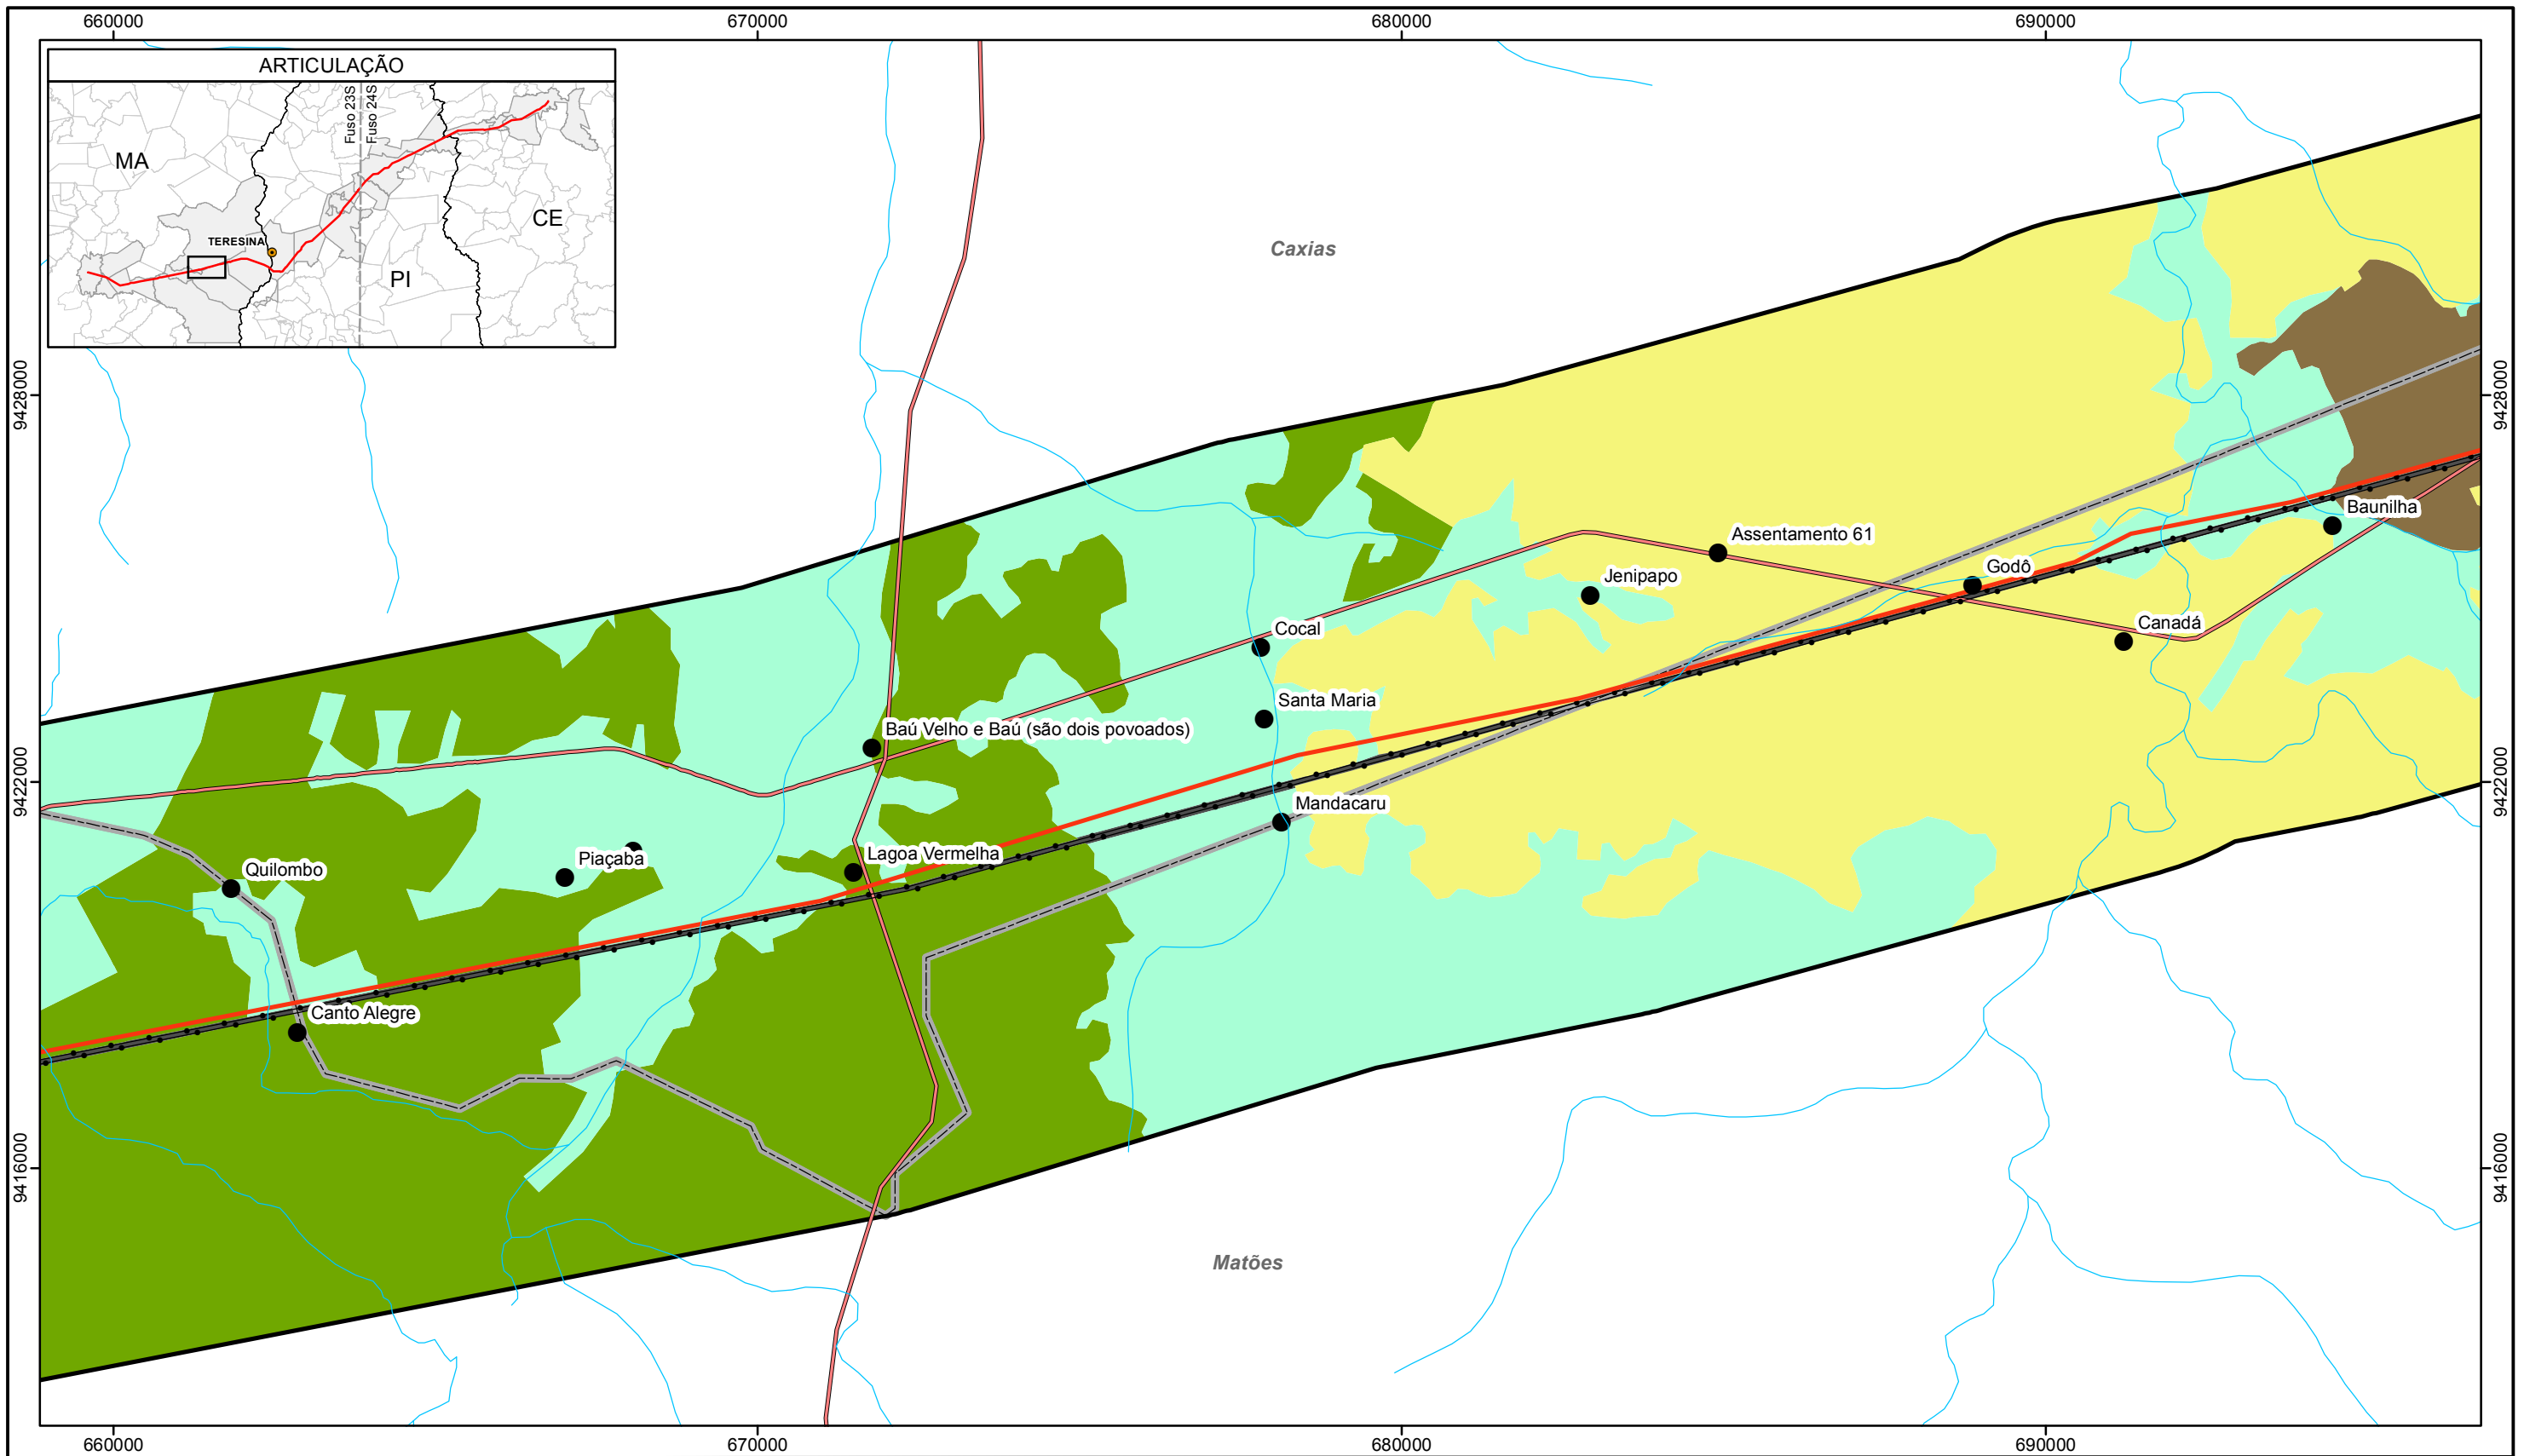 660000
670000
680000
690000
ARTICULAÇÃO
Fuso 23S
Fuso 24S
MA
CE
TERESINA
PI
Caxias
9428000
9428000
Baunilha
Assentamento 61
Godô
Jenipapo
Canadá
Cocal
Santa Maria
Baú Velho e Baú (são dois povoados)
9422000
9422000
Mandacaru
Lagoa Vermelha
Piaçaba
Quilombo
Canto Alegre
9416000
9416000
Matões
660000
670000
680000
690000